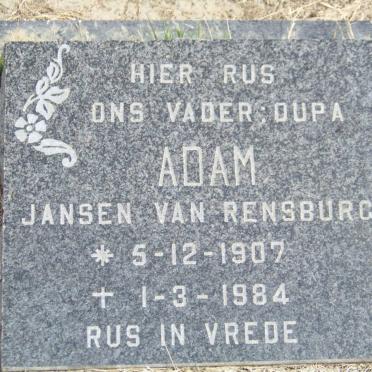 HIER RUS
ONS VADER; OUPA
ADAM
JANSEN VAN RENSBURG
* 5-12-1907
† 1-3-1984
RUS IN VREDE